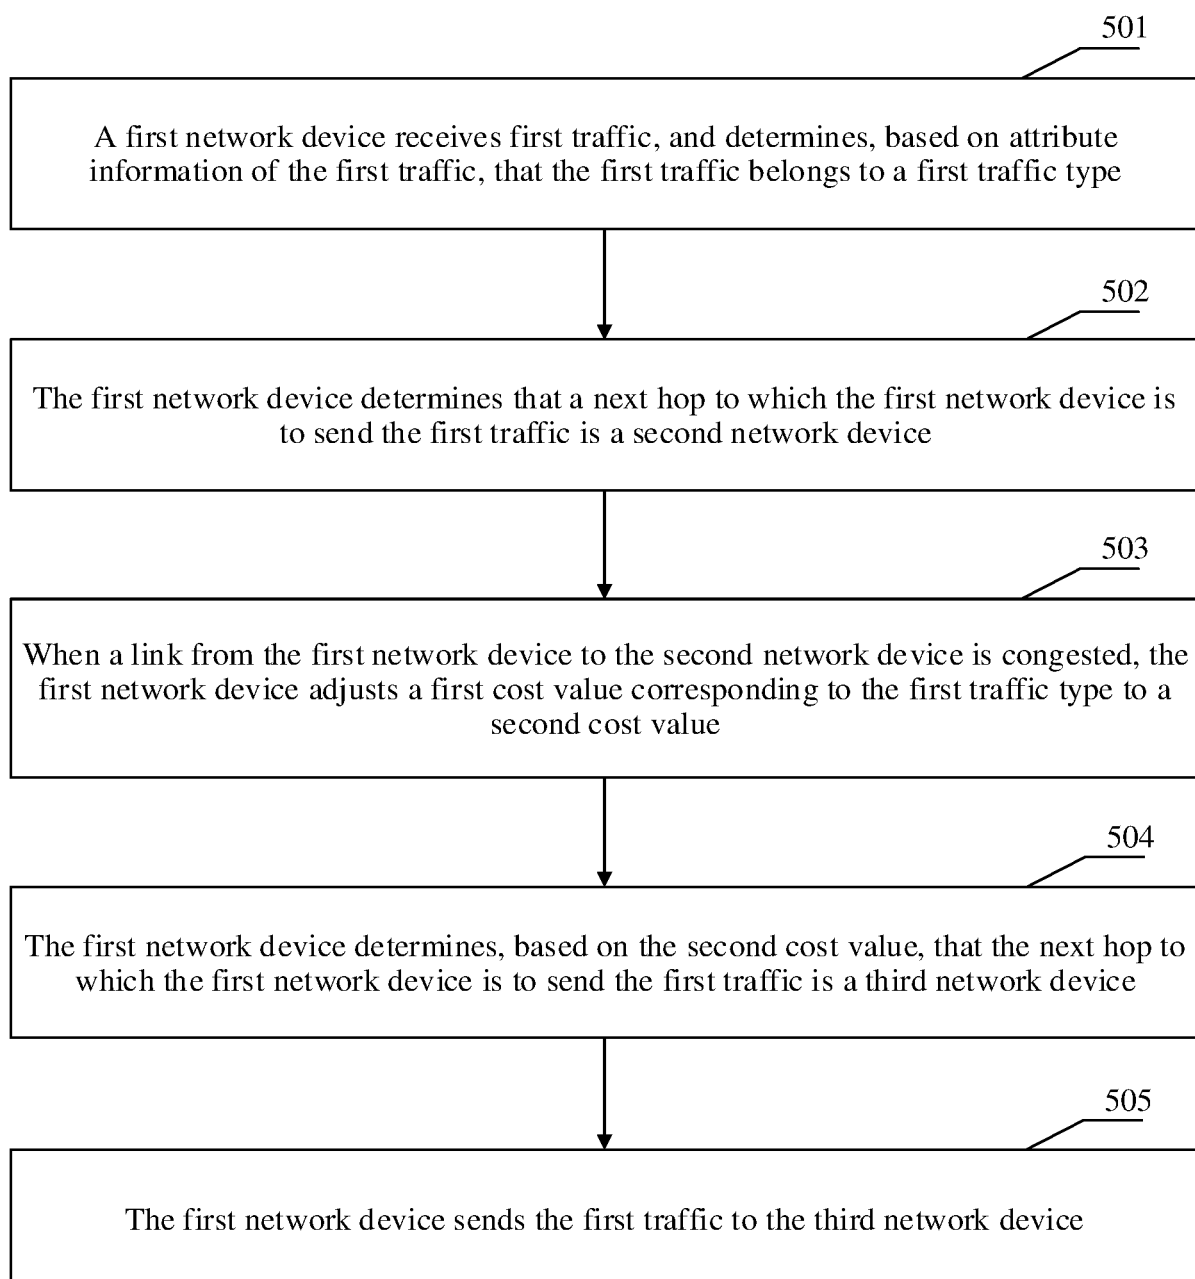 501
A first network device receives first traffic, and determines, based on attribute
information of the first traffic, that the first traffic belongs to a first traffic type
502
The first network device determines that a next hop to which the first network device is
to send the first traffic is a second network device
503
When a link from the first network device to the second network device is congested, the
first network device adjusts a first cost value corresponding to the first traffic type to a
second cost value
504
The first network device determines, based on the second cost value, that the next hop to
which the first network device is to send the first traffic is a third network device
505
The first network device sends the first traffic to the third network device